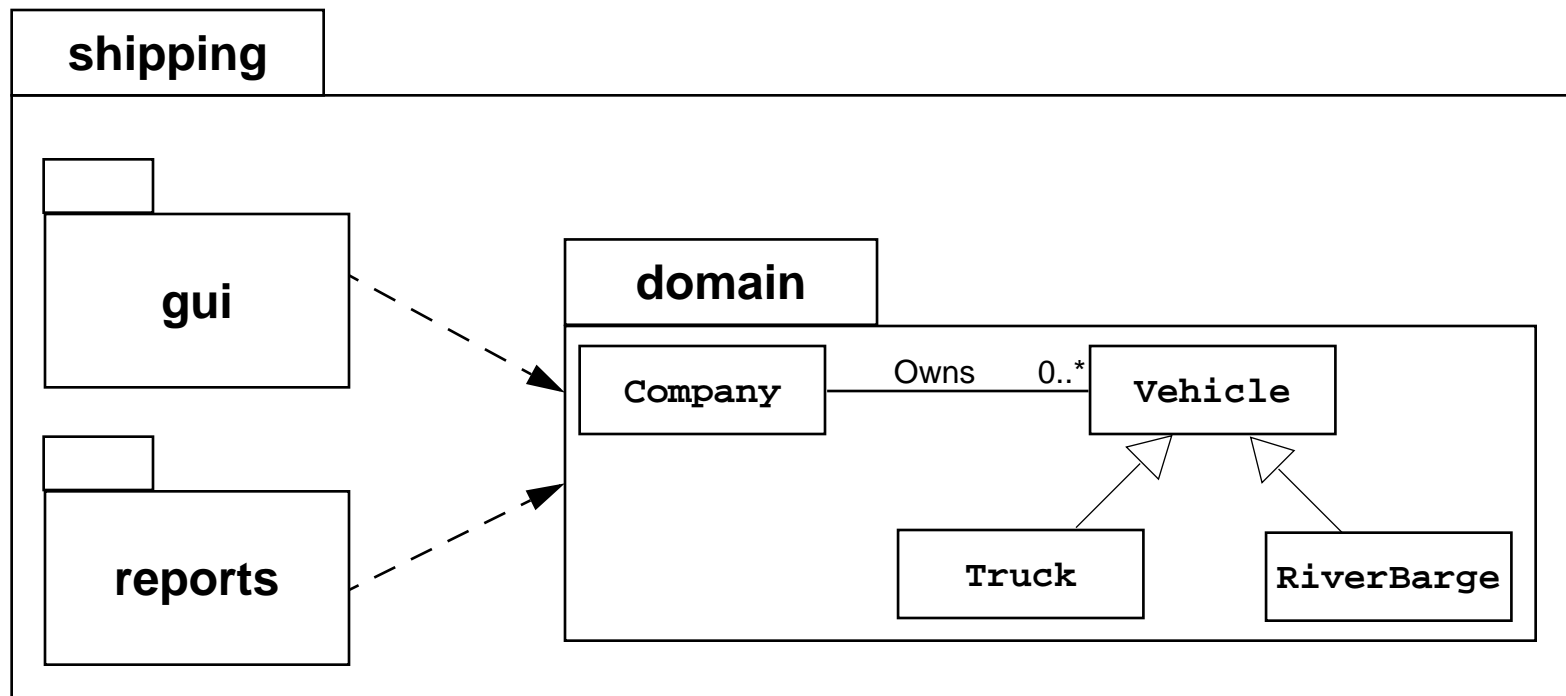 shipping
gui
domain
Company
Owns
0..*
Vehicle
reports
Truck
RiverBarge